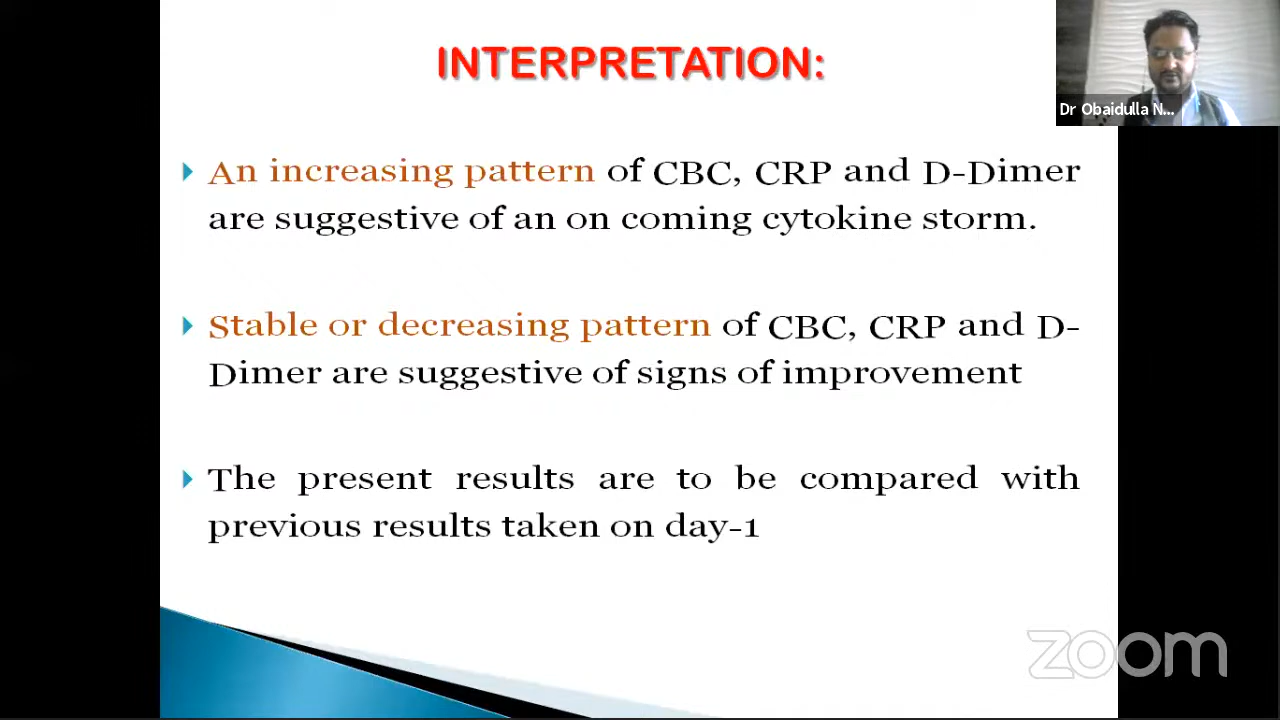 INTERPRETATION:
Dr Obaidulla N...
An increasing pattern of CBC, CRP and D-Dimer
are suggestive of an on coming cytokine storm.
Stable or decreasing pattern of CBC, CRP and D-
Dimer are suggestive of signs of improvement
The present results are to be compared with
previous results taken on day-1
zoom